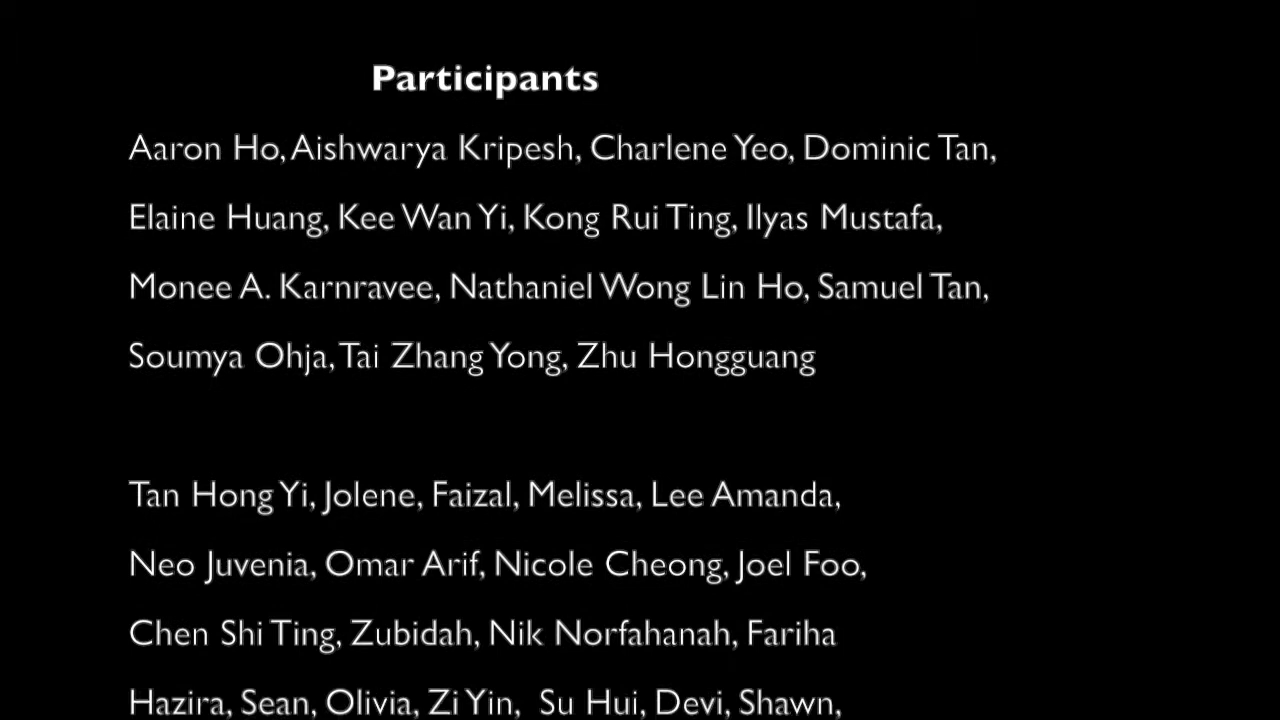 Participants
Aaron Ho, Aishwarya Kripesh, Charlene Yeo, Dominic Tan,
Elaine Huang, Kee Wan Yi, Kong Rui Ting, Ilyas Mustafa,
Monee A. Karnravee, Nathaniel Wong Lin Ho, Samuel Tan,
Soumya Ohja, Tai Zhang Yong, Zhu Hongguang
Tan Hong Yi, Jolene, Faizal, Melissa, Lee Amanda,
Neo Juvenia, Omar Arif, Nicole Cheong, Joel Foo,
Chen Shi Ting, Zubidah, Nik Norfahanah, Fariha
Hazira, Sean, Olivia, Zi Yin, Su Hui, Devi, Shawn,